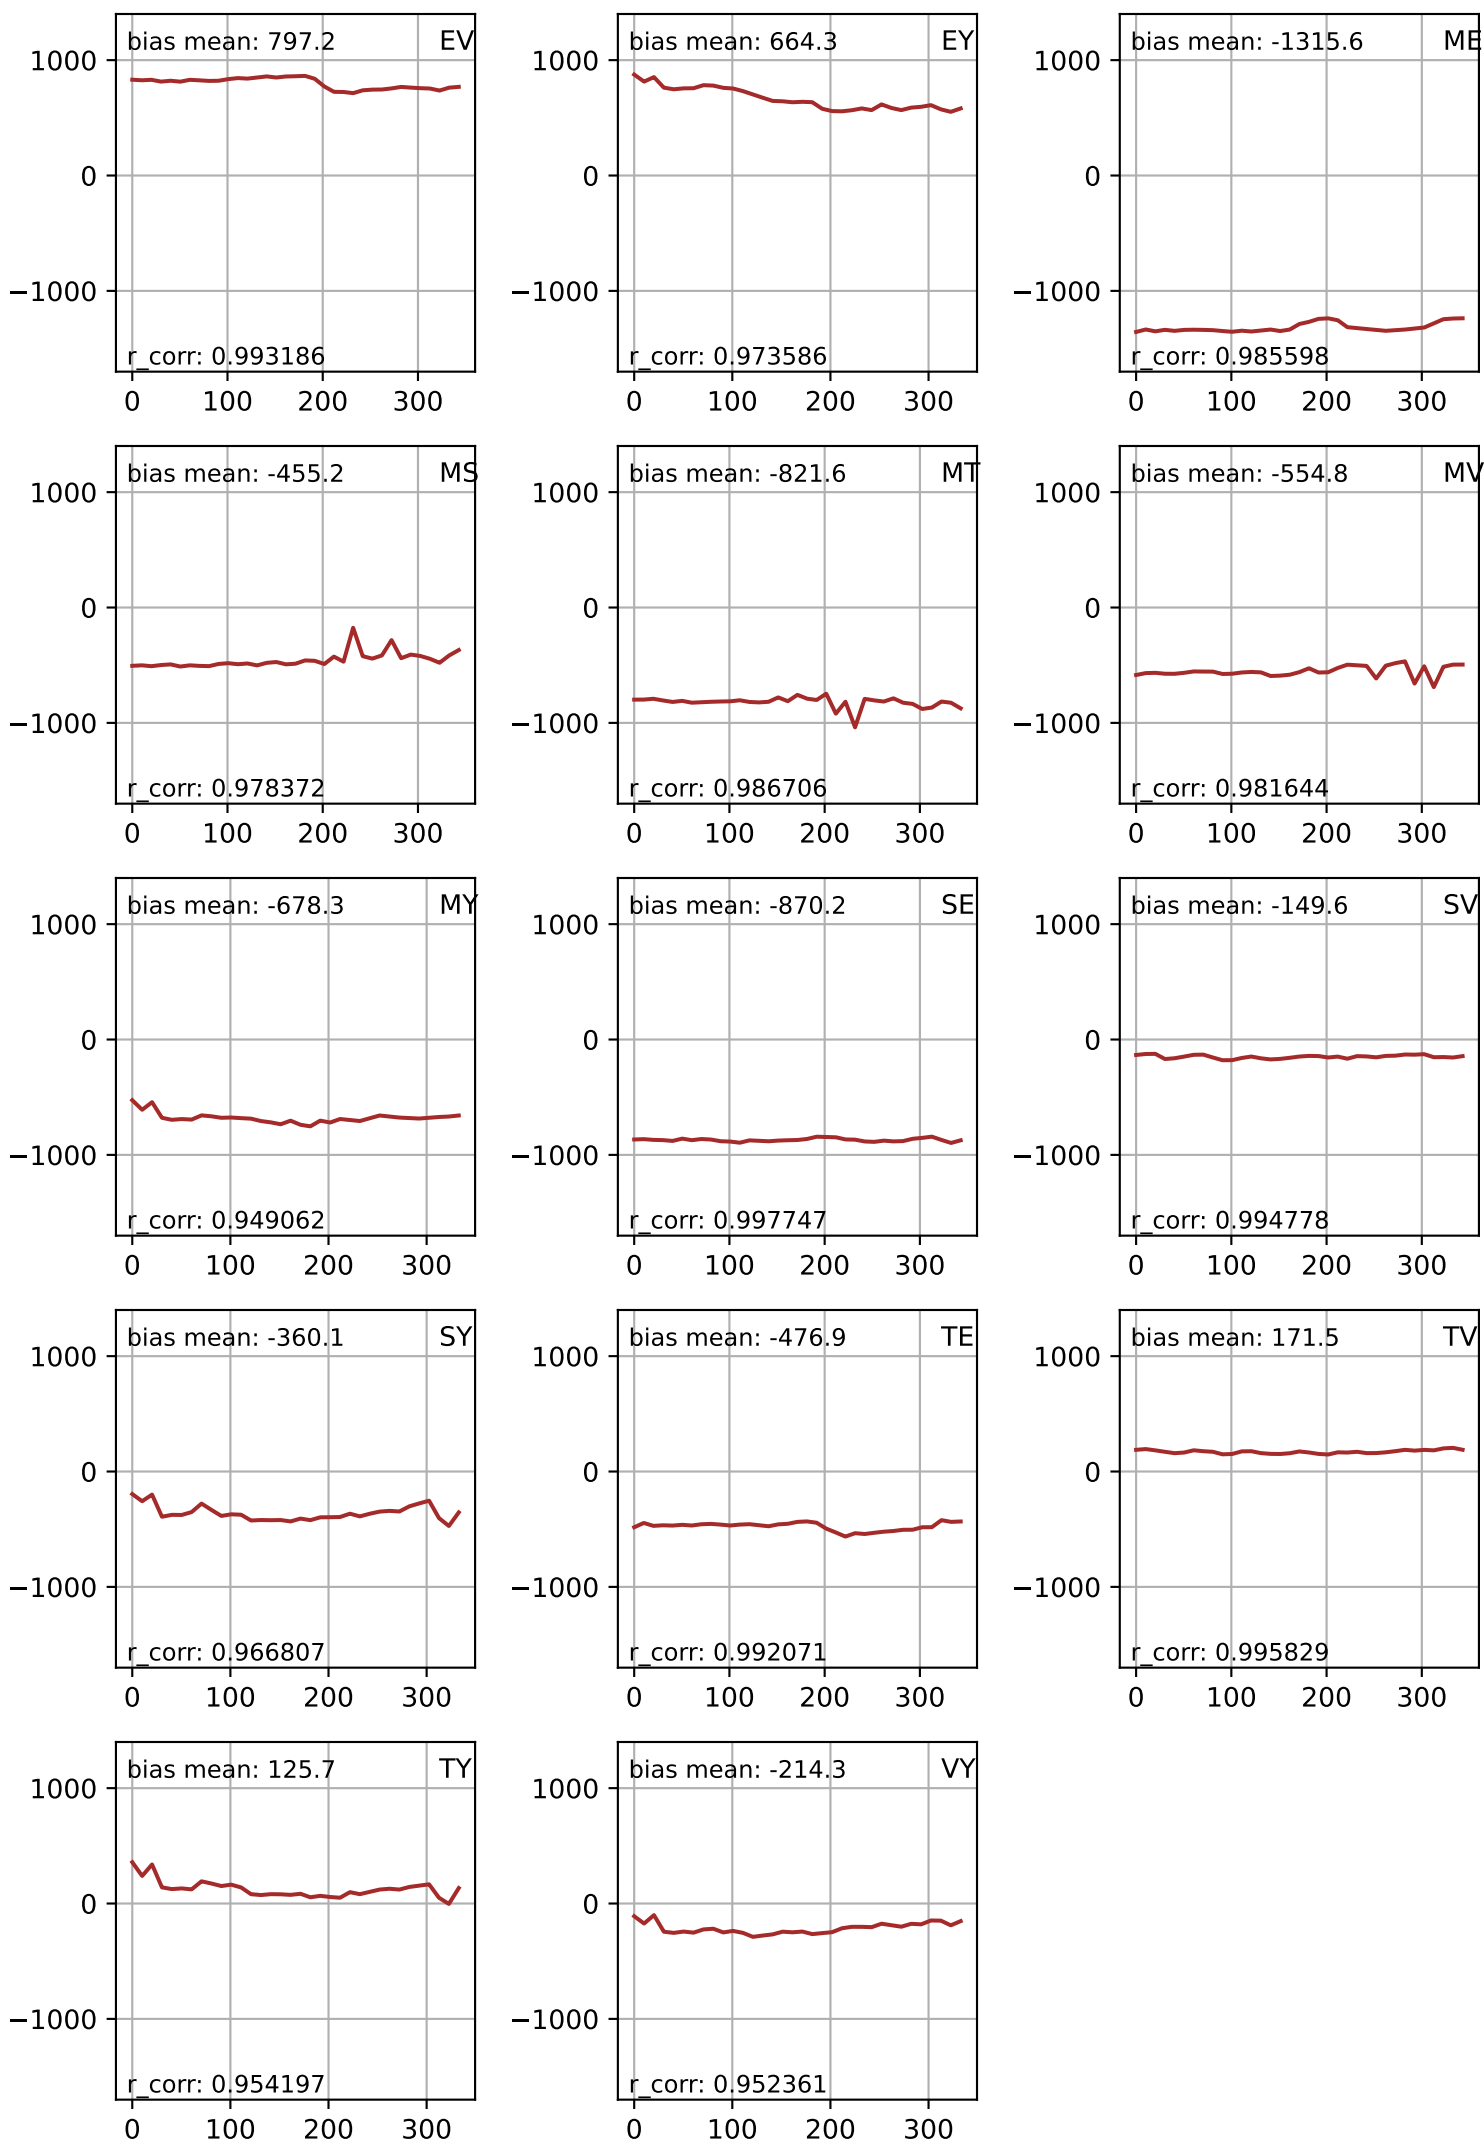 bias mean: 797.2 EV
1000
0
−1000
r_corr: 0.993186
0 100 200 300
bias mean: 664.3 EY
1000
0
−1000
r_corr: 0.973586
0 100 200 300
bias mean: -1315.6 ME
1000
0
−1000
r_corr: 0.985598
0 100 200 300
bias mean: -455.2 MS
1000
0
−1000
r_corr: 0.978372
0 100 200 300
bias mean: -821.6 MT
1000
0
−1000
r_corr: 0.986706
0 100 200 300
bias mean: -554.8 MV
1000
0
−1000
r_corr: 0.981644
0 100 200 300
bias mean: -678.3 MY
1000
0
−1000
r_corr: 0.949062
0 100 200 300
bias mean: -870.2 SE
1000
0
−1000
r_corr: 0.997747
0 100 200 300
bias mean: -149.6 SV
1000
0
−1000
r_corr: 0.994778
0 100 200 300
bias mean: -360.1 SY
1000
0
−1000
r_corr: 0.966807
0 100 200 300
bias mean: -476.9 TE
1000
0
−1000
r_corr: 0.992071
0 100 200 300
bias mean: 171.5 TV
1000
0
−1000
r_corr: 0.995829
0 100 200 300
bias mean: 125.7 TY
1000
0
−1000
r_corr: 0.954197
0 100 200 300
bias mean: -214.3 VY
1000
0
−1000
r_corr: 0.952361
0 100 200 300